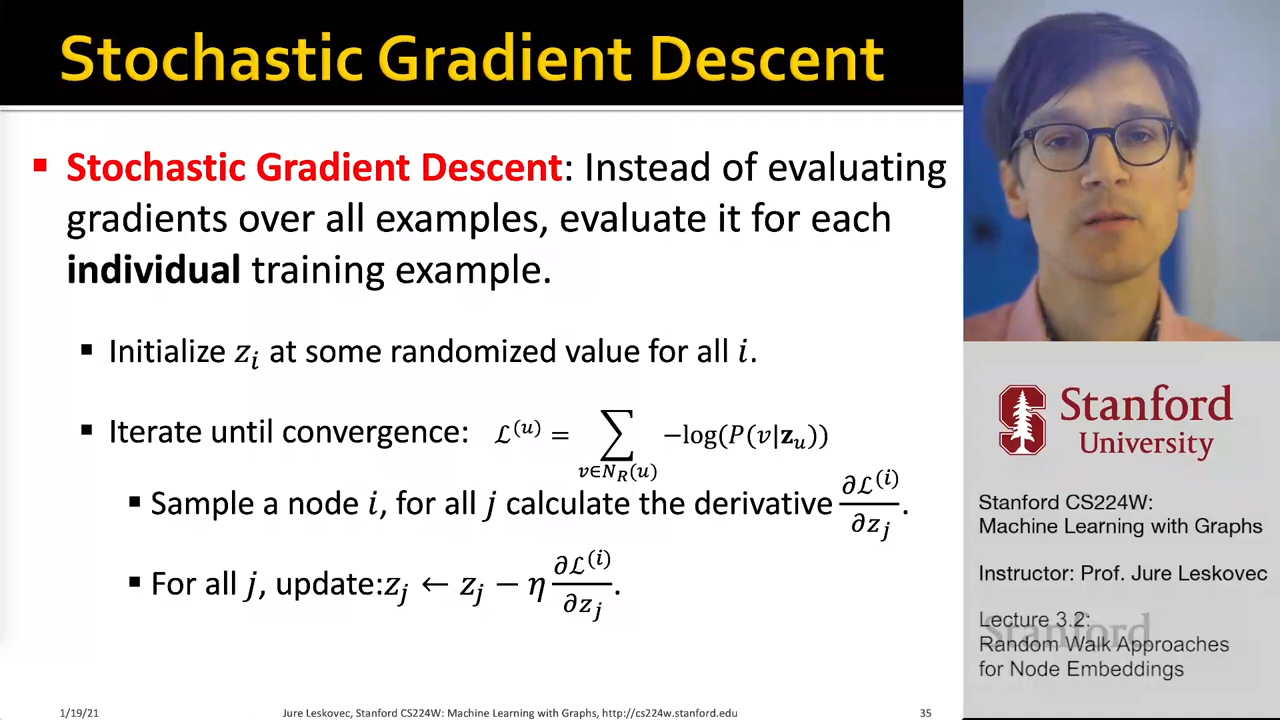 Stochastic Gradient Descent
▪ Stochastic Gradient Descent: Instead of evaluating
gradients over all examples, evaluate it for each
individual training example.
▪ Initialize z_i at some randomized value for all i.
▪ Iterate until convergence: ℒ^(u) = ∑_{v∈N_R(u)} −log(P(v|𝐳_u))
▪ Sample a node i, for all j calculate the derivative ∂ℒ^(i)/∂z_j.
▪ For all j, update:z_j ← z_j − η ∂ℒ^(i)/∂z_j.
1/19/21
Jure Leskovec, Stanford CS224W: Machine Learning with Graphs, http://cs224w.stanford.edu
35
Stanford
University
Stanford CS224W:
Machine Learning with Graphs
Instructor: Prof. Jure Leskovec
Lecture 3.2:
Stanford
Random Walk Approaches
for Node Embeddings